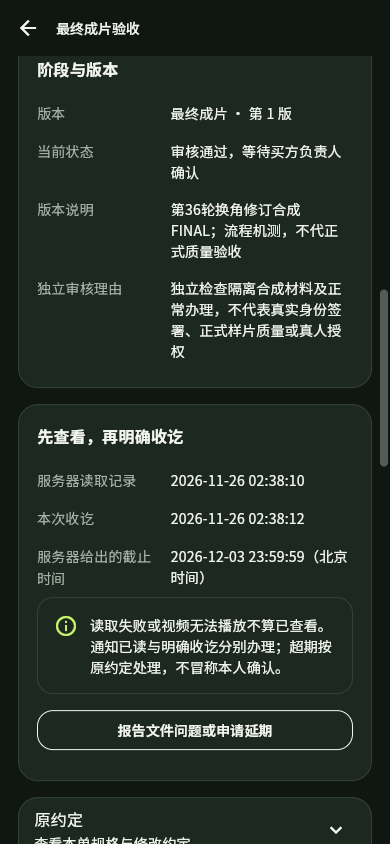 最终成片验收
阶段与版本
版本
最终成片 · 第 1 版
当前状态
审核通过，等待买方负责人
确认
版本说明
第36轮换角修订合成
FINAL；流程机测，不代正
式质量验收
独立审核理由
独立检查隔离合成材料及正
常办理，不代表真实身份签
署、正式样片质量或真人授
权
先查看，再明确收讫
服务器读取记录
2026-11-26 02:38:10
本次收讫
2026-11-26 02:38:12
服务器给出的截止
时间
2026-12-03 23:59:59（北京
时间）
读取失败或视频无法播放不算已查看。
通知已读与明确收讫分别办理；超期按
原约定处理，不冒称本人确认。
报告文件问题或申请延期
原约定
查看本单规格与修改约定